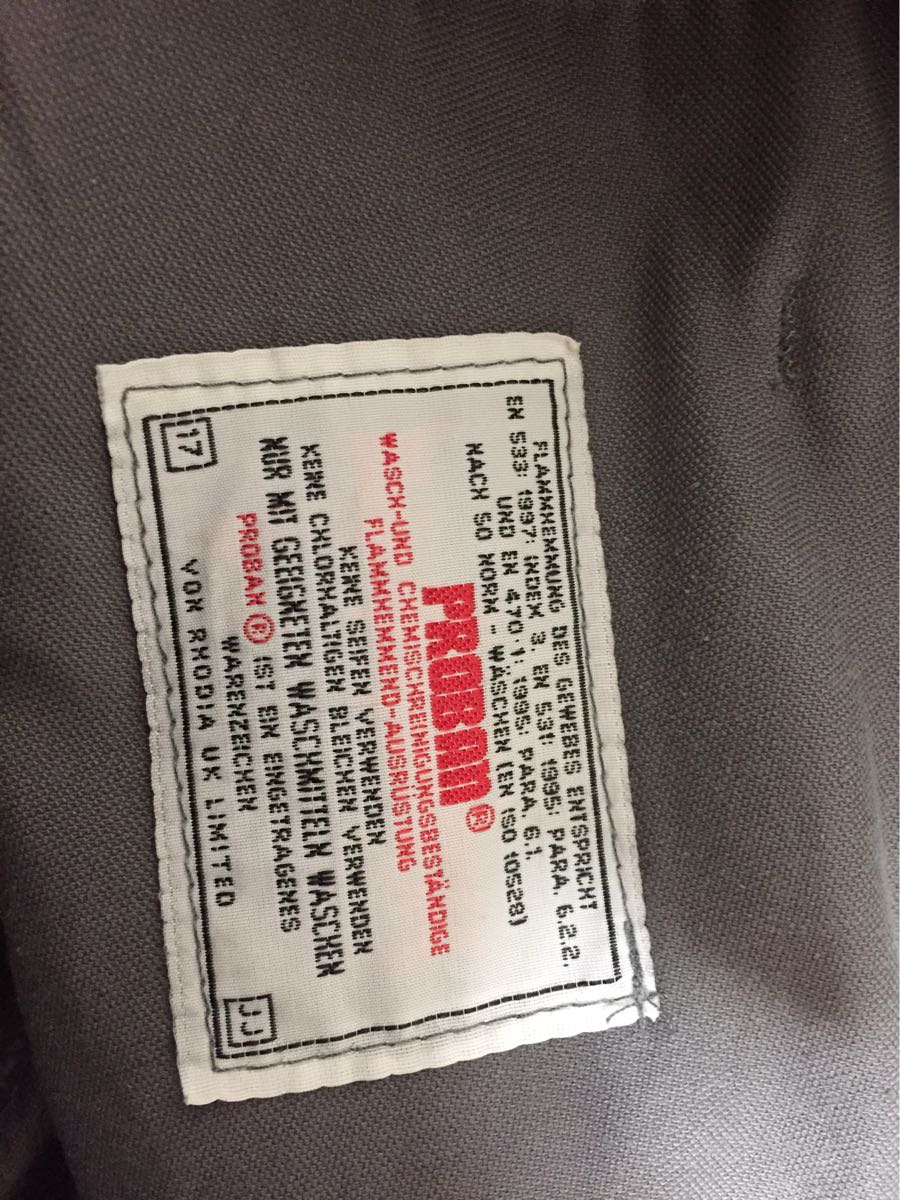 FLAMMHEMMUNG DES GEWEBES ENTSPRICHT
EN 533: 1997: INDEX 3. EN 531: 1995: PARA. 6.2.2.
UND EN 470.1: 1995: PARA. 6.1.
NACH 50 NORM - WÄSCHEN (EN ISO 10528)
PROBAN®
WASCH-UND CHEMISCHREINIGUNGSBESTÄNDIGE
FLAMMHEMMEND-AUSRÜSTUNG
KEINE SEIFEN VERWENDEN
KEINE CHLORHALTIGEN BLEICHEN VERWENDEN
NUR MIT GEEIGNETEN WASCHMITTELN WASCHEN
PROBAN® IST EIN EINGETRAGENES
WARENZEICHEN
17 VON RHODIA UK LIMITED JJ